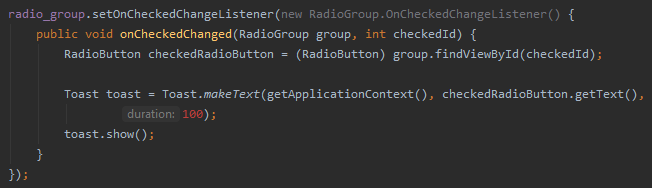 radio_group.setOnCheckedChangeListener(new RadioGroup.OnCheckedChangeListener() {
    public void onCheckedChanged(RadioGroup group, int checkedId) {
        RadioButton checkedRadioButton = (RadioButton) group.findViewById(checkedId);

        Toast toast = Toast.makeText(getApplicationContext(), checkedRadioButton.getText(),
                duration: 100);
        toast.show();
    }
});